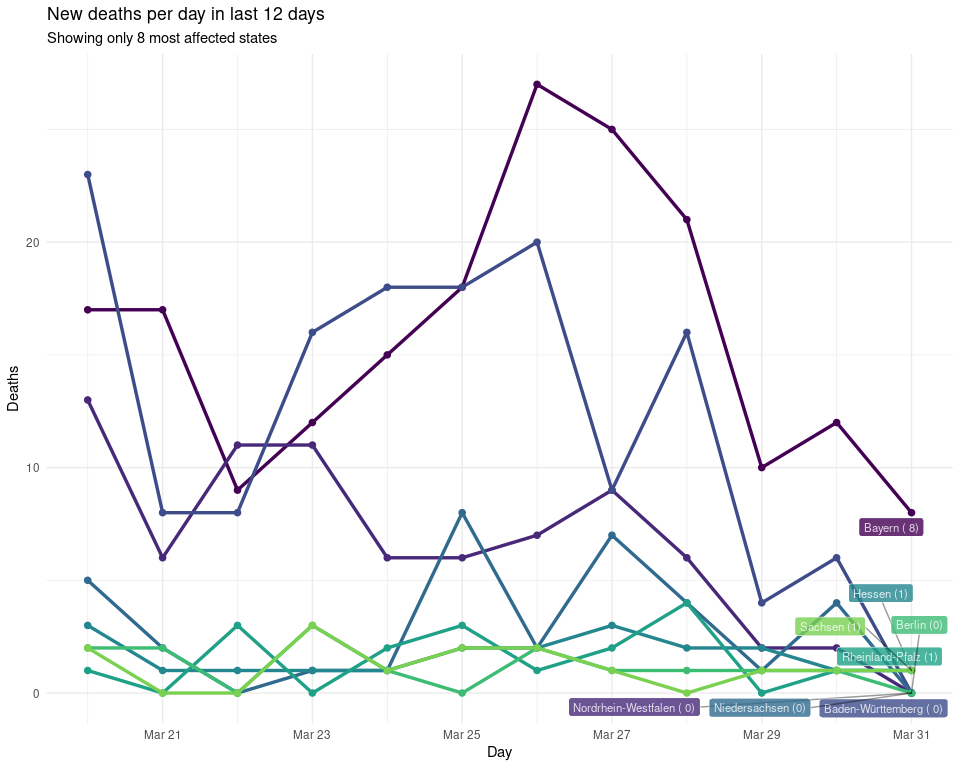 New deaths per day in last 12 days
Showing only 8 most affected states
Deaths
20
10
0
Bayern ( 8)
Hessen (1)
Sachsen (1)
Berlin (0)
Rheinland-Pfalz (1)
Nordrhein-Westfalen ( 0)
Niedersachsen (0)
Baden-Württemberg ( 0)
Mar 21
Mar 23
Mar 25
Mar 27
Mar 29
Mar 31
Day